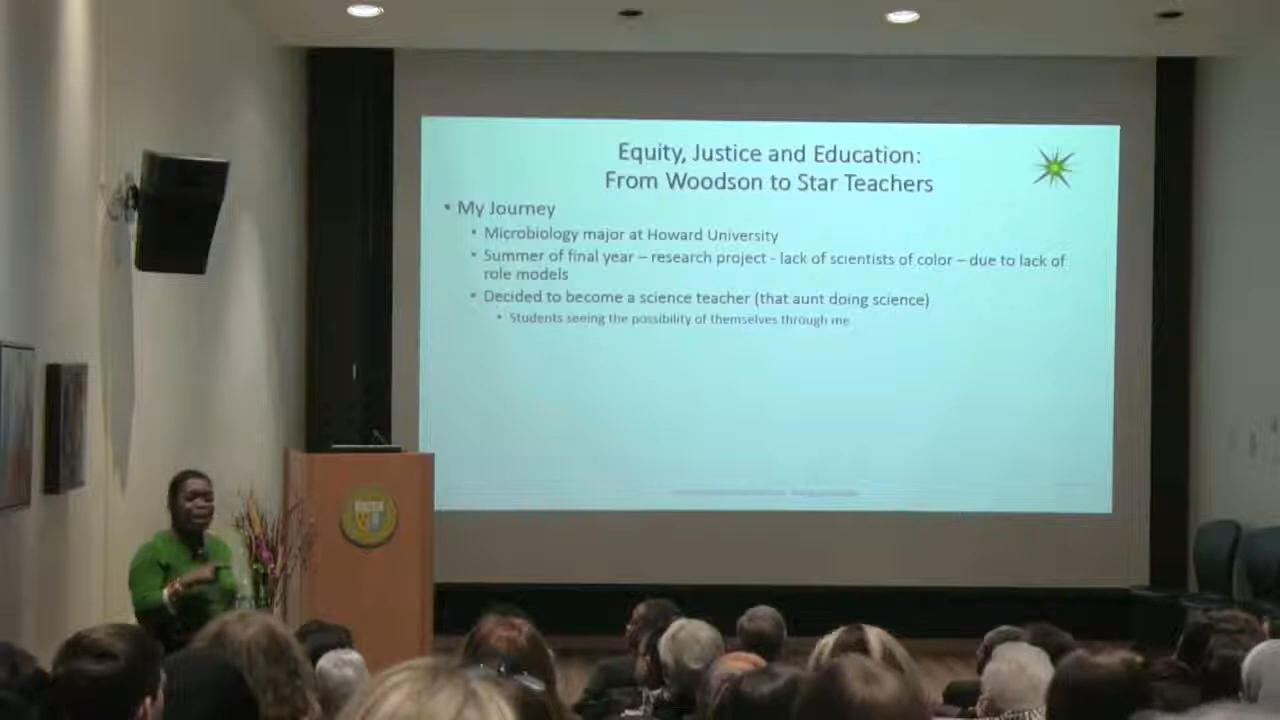 Equity, Justice and Education:
From Woodson to Star Teachers
• My Journey
• Microbiology major at Howard University
• Summer of final year – research project - lack of scientists of color – due to lack of
role models
• Decided to become a science teacher (that aunt doing science)
• Students seeing the possibility of themselves through me